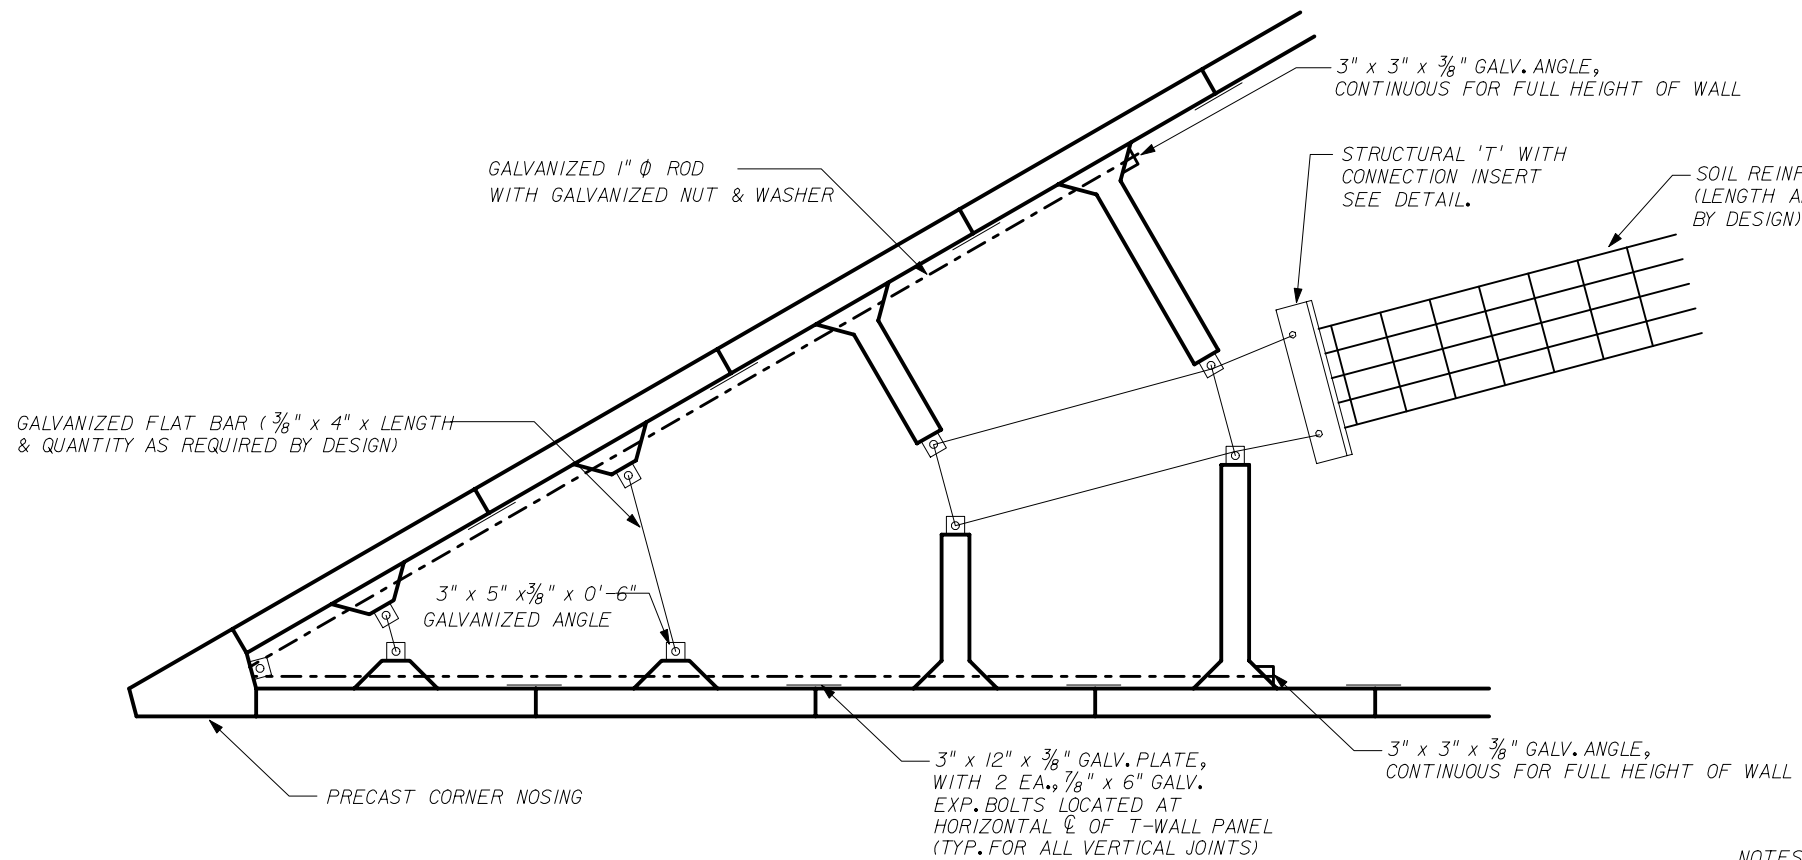 3" x 3" x 3/8" GALV. ANGLE,
CONTINUOUS FOR FULL HEIGHT OF WALL
STRUCTURAL 'T' WITH
CONNECTION INSERT
SEE DETAIL.
SOIL REINF
(LENGTH A
BY DESIGN)
GALVANIZED 1" ϕ ROD
WITH GALVANIZED NUT & WASHER
GALVANIZED FLAT BAR (3/8" x 4" x LENGTH
& QUANTITY AS REQUIRED BY DESIGN)
3" x 5" x3/8" x 0'-6"
GALVANIZED ANGLE
3" x 12" x 3/8" GALV. PLATE,
WITH 2 EA., 7/8" x 6" GALV.
EXP. BOLTS LOCATED AT
HORIZONTAL ℄ OF T-WALL PANEL
(TYP. FOR ALL VERTICAL JOINTS)
3" x 3" x 3/8" GALV. ANGLE,
CONTINUOUS FOR FULL HEIGHT OF WALL
PRECAST CORNER NOSING
NOTES